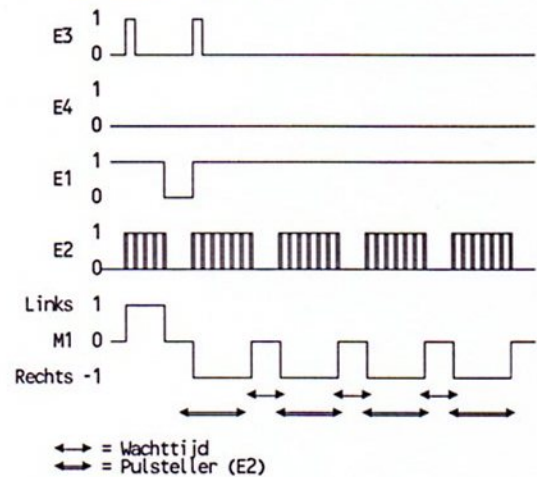 1
E3
0
1
E4
0
1
E1
0
1
E2
0
Links 1
M1 0
Rechts -1
= Wachttijd
= Pulsteller (E2)